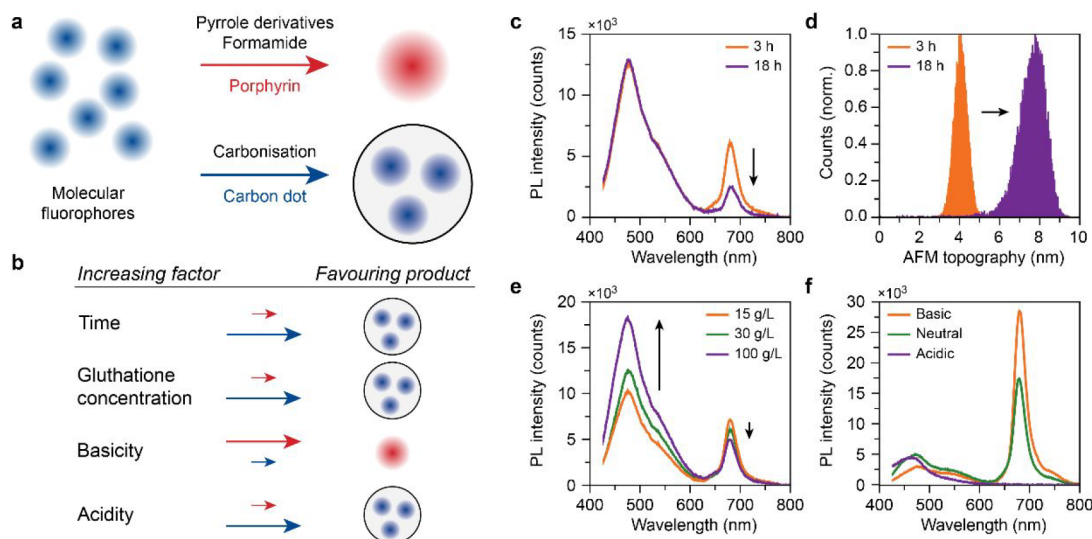 a
Pyrrole derivatives
Formamide
Porphyrin
Carbonisation
Carbon dot
Molecular
fluorophores
b
Increasing factor
Favouring product
Time
Gluthatione
concentration
Basicity
Acidity
c
×10³
PL intensity (counts)
15
10
5
0
3 h
18 h
400 500 600 700 800
Wavelength (nm)
d
Counts (norm.)
1.0
0.8
0.6
0.4
0.2
0.0
3 h
18 h
0 2 4 6 8 10
AFM topography (nm)
e
×10³
PL intensity (counts)
20
15
10
5
0
15 g/L
30 g/L
100 g/L
400 500 600 700 800
Wavelength (nm)
f
×10³
PL intensity (counts)
30
25
20
15
10
5
0
Basic
Neutral
Acidic
400 500 600 700 800
Wavelength (nm)